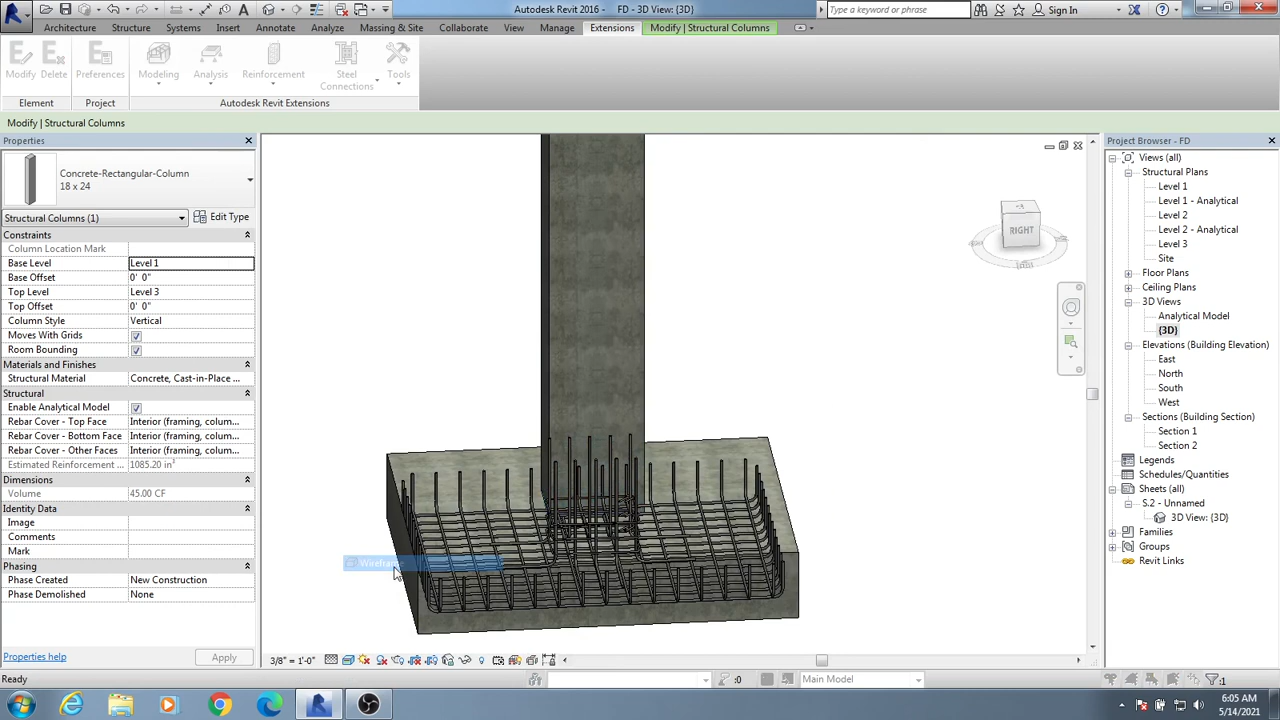 Autodesk Revit 2016 - FD - 3D View: {3D}
Type a keyword or phrase
Sign In
Architecture Structure Systems Insert Annotate Analyze Massing & Site Collaborate View Manage Extensions Modify | Structural Columns
Modify Delete Preferences Modeling Analysis Reinforcement Steel Connections Tools
Element Project Autodesk Revit Extensions
Modify | Structural Columns
Properties
Concrete-Rectangular-Column
18 x 24
Structural Columns (1) Edit Type
Constraints
Column Location Mark
Base Level Level 1
Base Offset 0' 0"
Top Level Level 3
Top Offset 0' 0"
Column Style Vertical
Moves With Grids
Room Bounding
Materials and Finishes
Structural Material Concrete, Cast-in-Place ...
Structural
Enable Analytical Model
Rebar Cover - Top Face Interior (framing, colum...
Rebar Cover - Bottom Face Interior (framing, colum...
Rebar Cover - Other Faces Interior (framing, colum...
Estimated Reinforcement ... 1085.20 in³
Dimensions
Volume 45.00 CF
Identity Data
Image
Comments
Mark
Phasing
Phase Created New Construction
Phase Demolished None
Properties help Apply
RIGHT
Wireframe
3/8" = 1'-0"
Project Browser - FD
Views (all)
Structural Plans
Level 1
Level 1 - Analytical
Level 2
Level 2 - Analytical
Level 3
Site
Floor Plans
Ceiling Plans
3D Views
Analytical Model
{3D}
Elevations (Building Elevation)
East
North
South
West
Sections (Building Section)
Section 1
Section 2
Legends
Schedules/Quantities
Sheets (all)
S.2 - Unnamed
3D View: {3D}
Families
Groups
Revit Links
Ready
:0
Main Model
:1
6:05 AM
5/14/2021